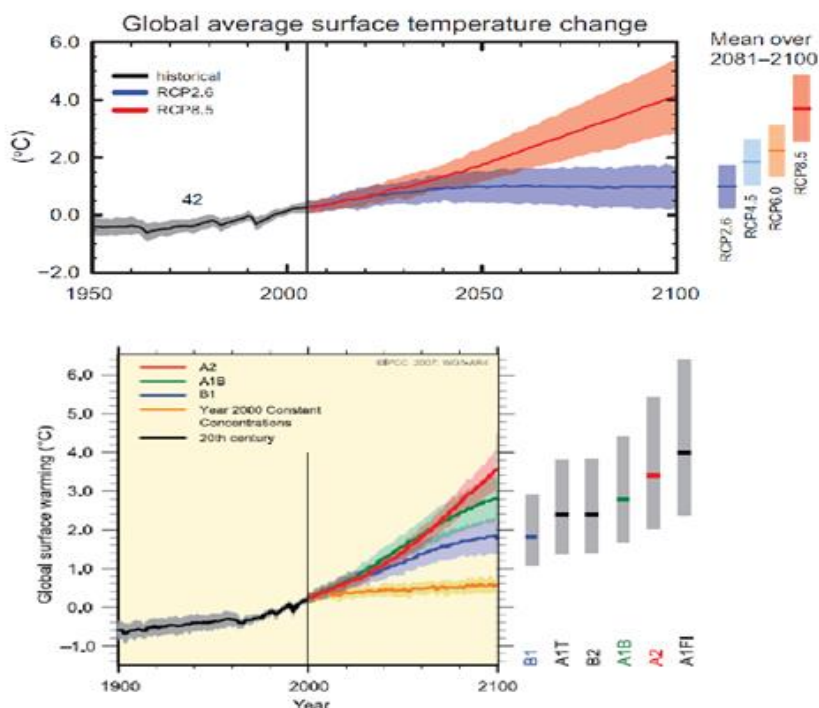 Global average surface temperature change
6.0
4.0
2.0
0.0
−2.0
(°C)
historical
RCP2.6
RCP8.5
42
1950
2000
2050
2100
Mean over
2081–2100
RCP2.6
RCP4.5
RCP6.0
RCP8.5
6.0
5.0
4.0
3.0
2.0
1.0
0.0
−1.0
Global surface warming (°C)
A2
A1B
B1
Year 2000 Constant
Concentrations
20th century
2007:
1900
2000
2100
Year
B1
A1T
B2
A1B
A2
A1FI